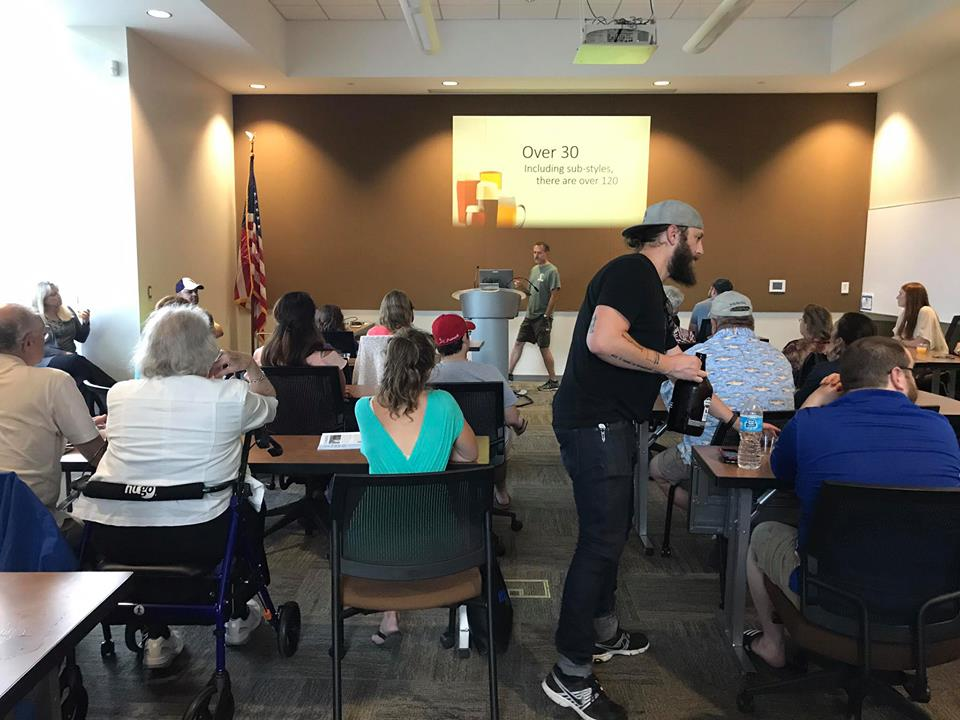 Over 30
Including sub-styles,
there are over 120
hugo